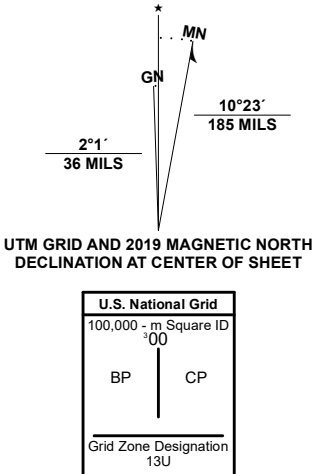 ★
MN
GN
10°23´
185 MILS
2°1´
36 MILS
UTM GRID AND 2019 MAGNETIC NORTH
DECLINATION AT CENTER OF SHEET
U.S. National Grid
100,000 - m Square ID
³00
BP CP
Grid Zone Designation
13U